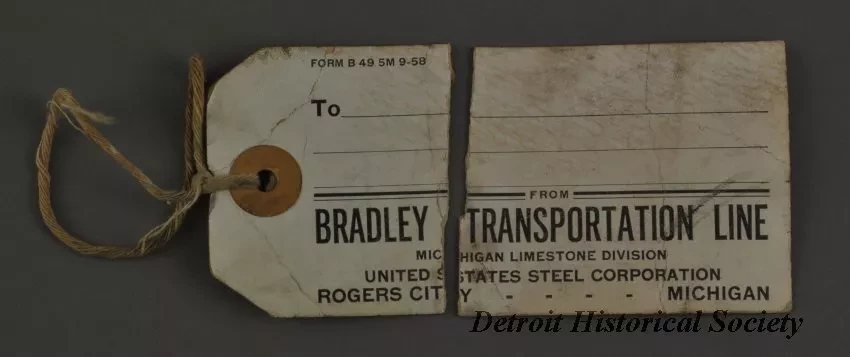 FORM B 49 5M 9-58
To
FROM
BRADLEY TRANSPORTATION LINE
MICHIGAN LIMESTONE DIVISION
UNITED STATES STEEL CORPORATION
ROGERS CITY - - - - MICHIGAN
Detroit Historical Society